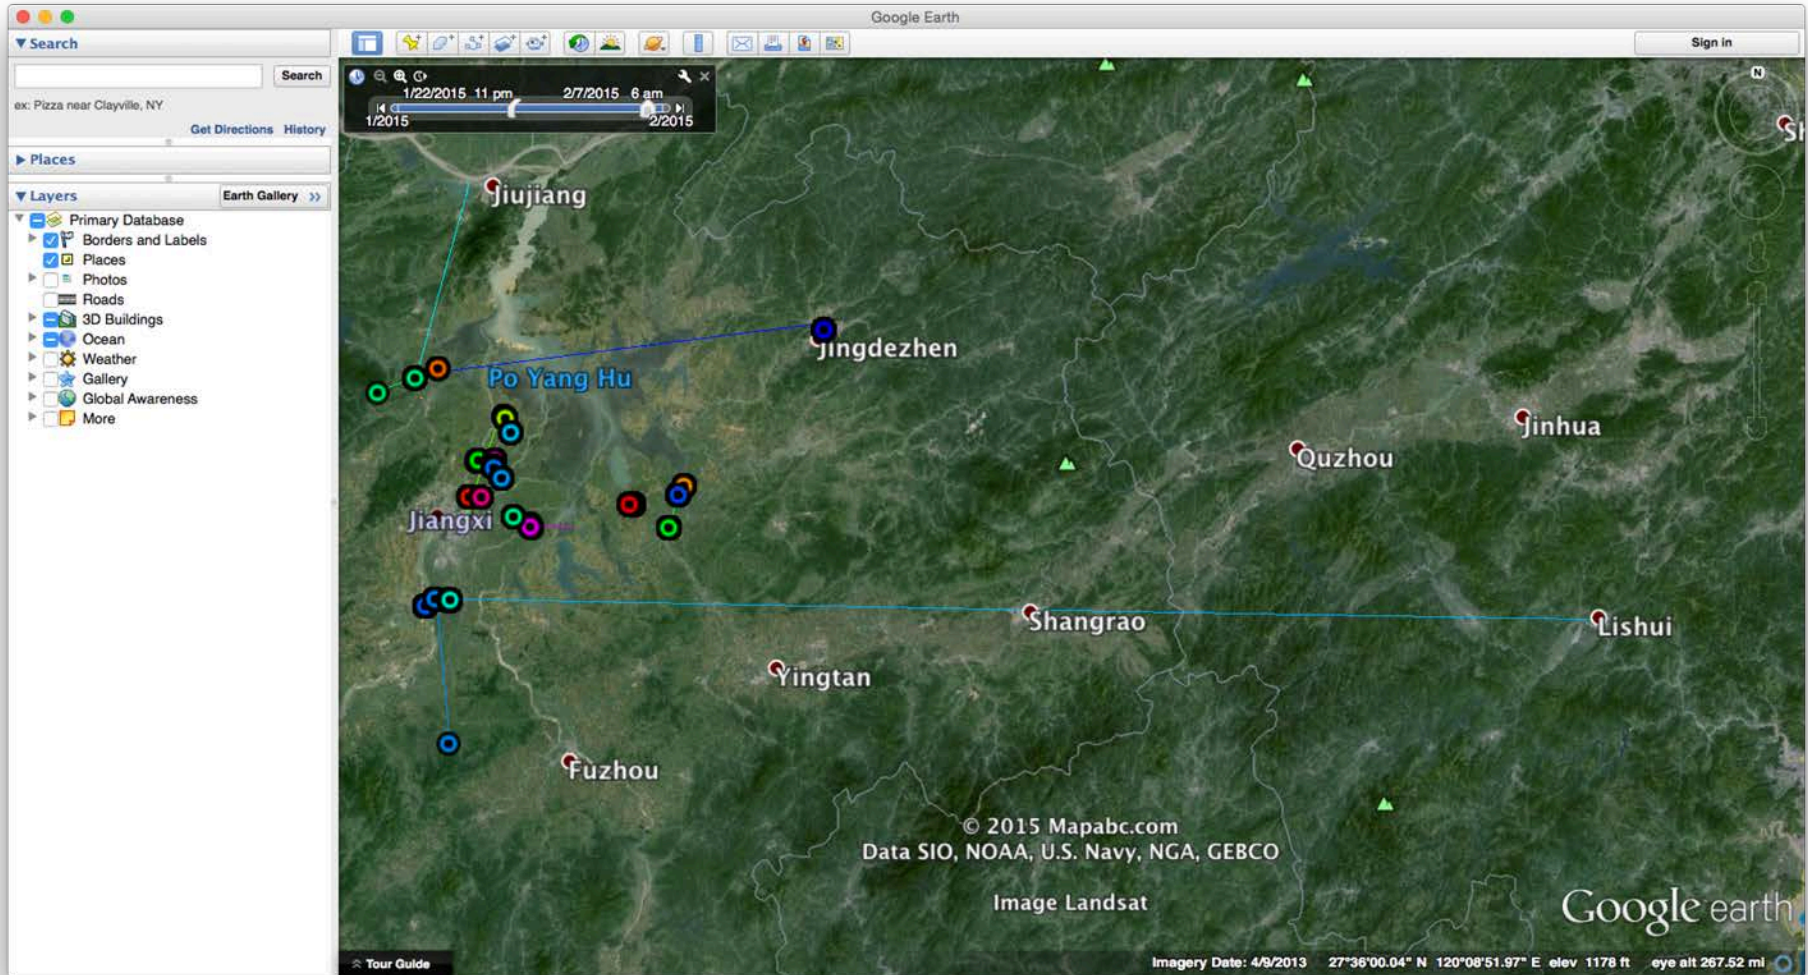 Google Earth
Search
Sign in
Search
ex: Pizza near Clayville, NY
Get Directions History
Places
Layers
Earth Gallery >>
Primary Database
Borders and Labels
Places
Photos
Roads
3D Buildings
Ocean
Weather
Gallery
Global Awareness
More
1/22/2015 11 pm 2/7/2015 6 am
1/2015 2/2015
N
Jiujiang
Jingdezhen
Po Yang Hu
Jinhua
Quzhou
Jiangxi
Shangrao
Lishui
Yingtan
Fuzhou
© 2015 Mapabc.com
Data SIO, NOAA, U.S. Navy, NGA, GEBCO
Image Landsat
Google earth
Tour Guide
Imagery Date: 4/9/2013 27°36'00.04" N 120°08'51.97" E elev 1178 ft eye alt 267.52 mi